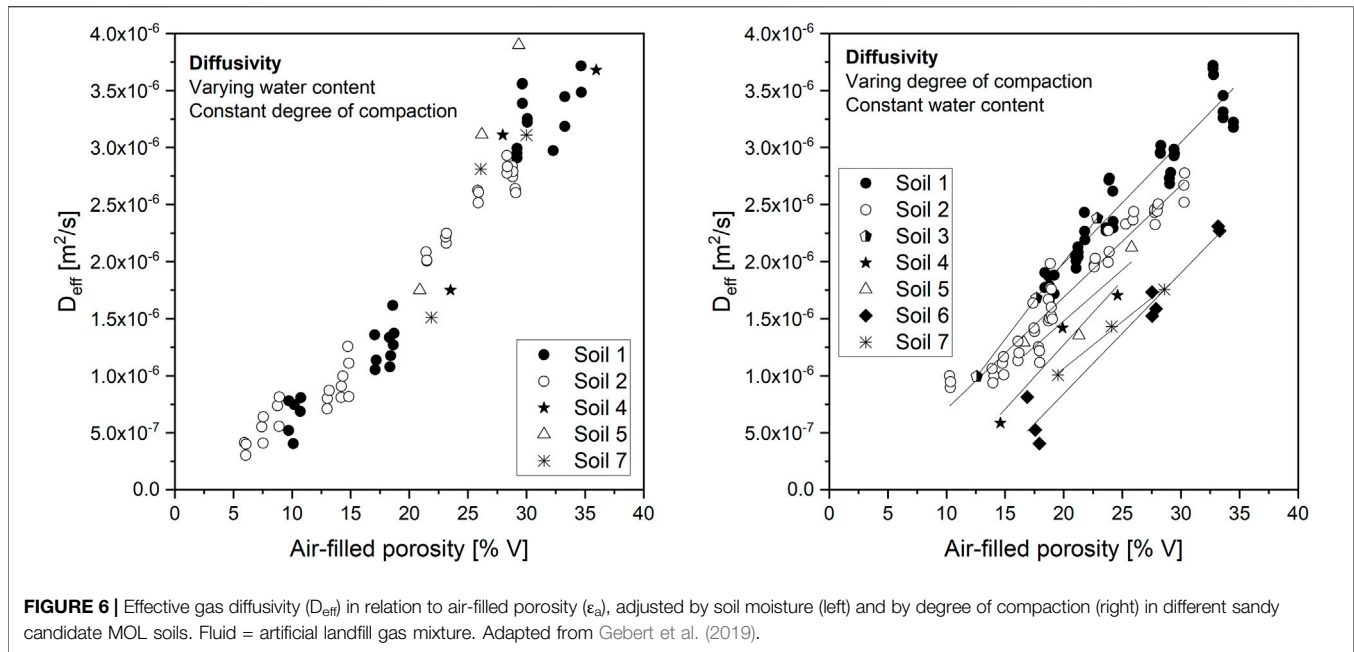 4.0x10⁻⁶
3.5x10⁻⁶
3.0x10⁻⁶
2.5x10⁻⁶
2.0x10⁻⁶
1.5x10⁻⁶
1.0x10⁻⁶
5.0x10⁻⁷
0.0
D_eff [m²/s]
Diffusivity
Varying water content
Constant degree of compaction
Soil 1
Soil 2
Soil 4
Soil 5
Soil 7
0 5 10 15 20 25 30 35 40
Air-filled porosity [% V]
4.0x10⁻⁶
3.5x10⁻⁶
3.0x10⁻⁶
2.5x10⁻⁶
2.0x10⁻⁶
1.5x10⁻⁶
1.0x10⁻⁶
5.0x10⁻⁷
0.0
D_eff [m²/s]
Diffusivity
Varing degree of compaction
Constant water content
Soil 1
Soil 2
Soil 3
Soil 4
Soil 5
Soil 6
Soil 7
0 5 10 15 20 25 30 35 40
Air-filled porosity [% V]
FIGURE 6 | Effective gas diffusivity (D_eff) in relation to air-filled porosity (ε_a), adjusted by soil moisture (left) and by degree of compaction (right) in different sandy
candidate MOL soils. Fluid = artificial landfill gas mixture. Adapted from Gebert et al. (2019).